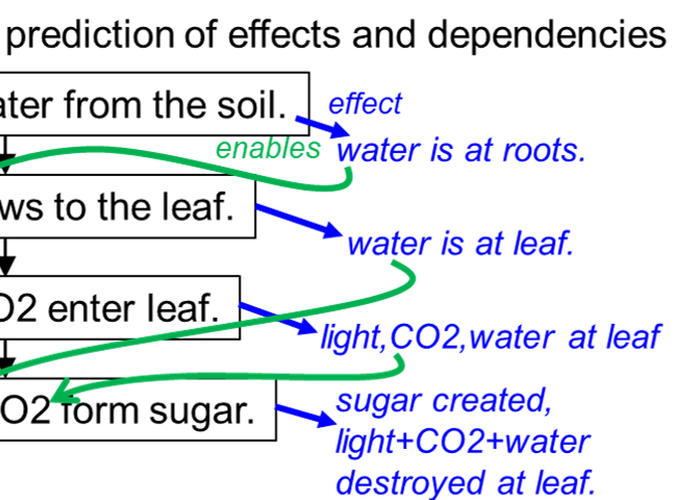 prediction of effects and dependencies
ater from the soil.
effect
enables
water is at roots.
ws to the leaf.
water is at leaf.
O2 enter leaf.
light,CO2,water at leaf
O2 form sugar.
sugar created,
light+CO2+water
destroyed at leaf.